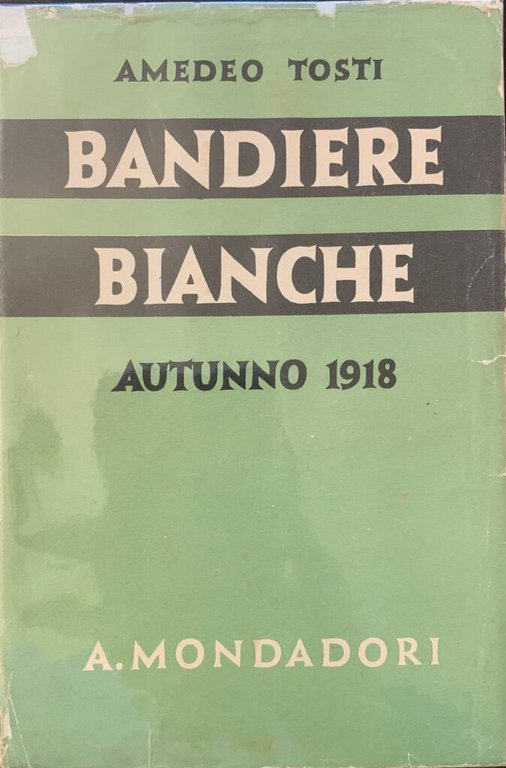 AMEDEO TOSTI
BANDIERE
BIANCHE
AUTUNNO 1918
A. MONDADORI